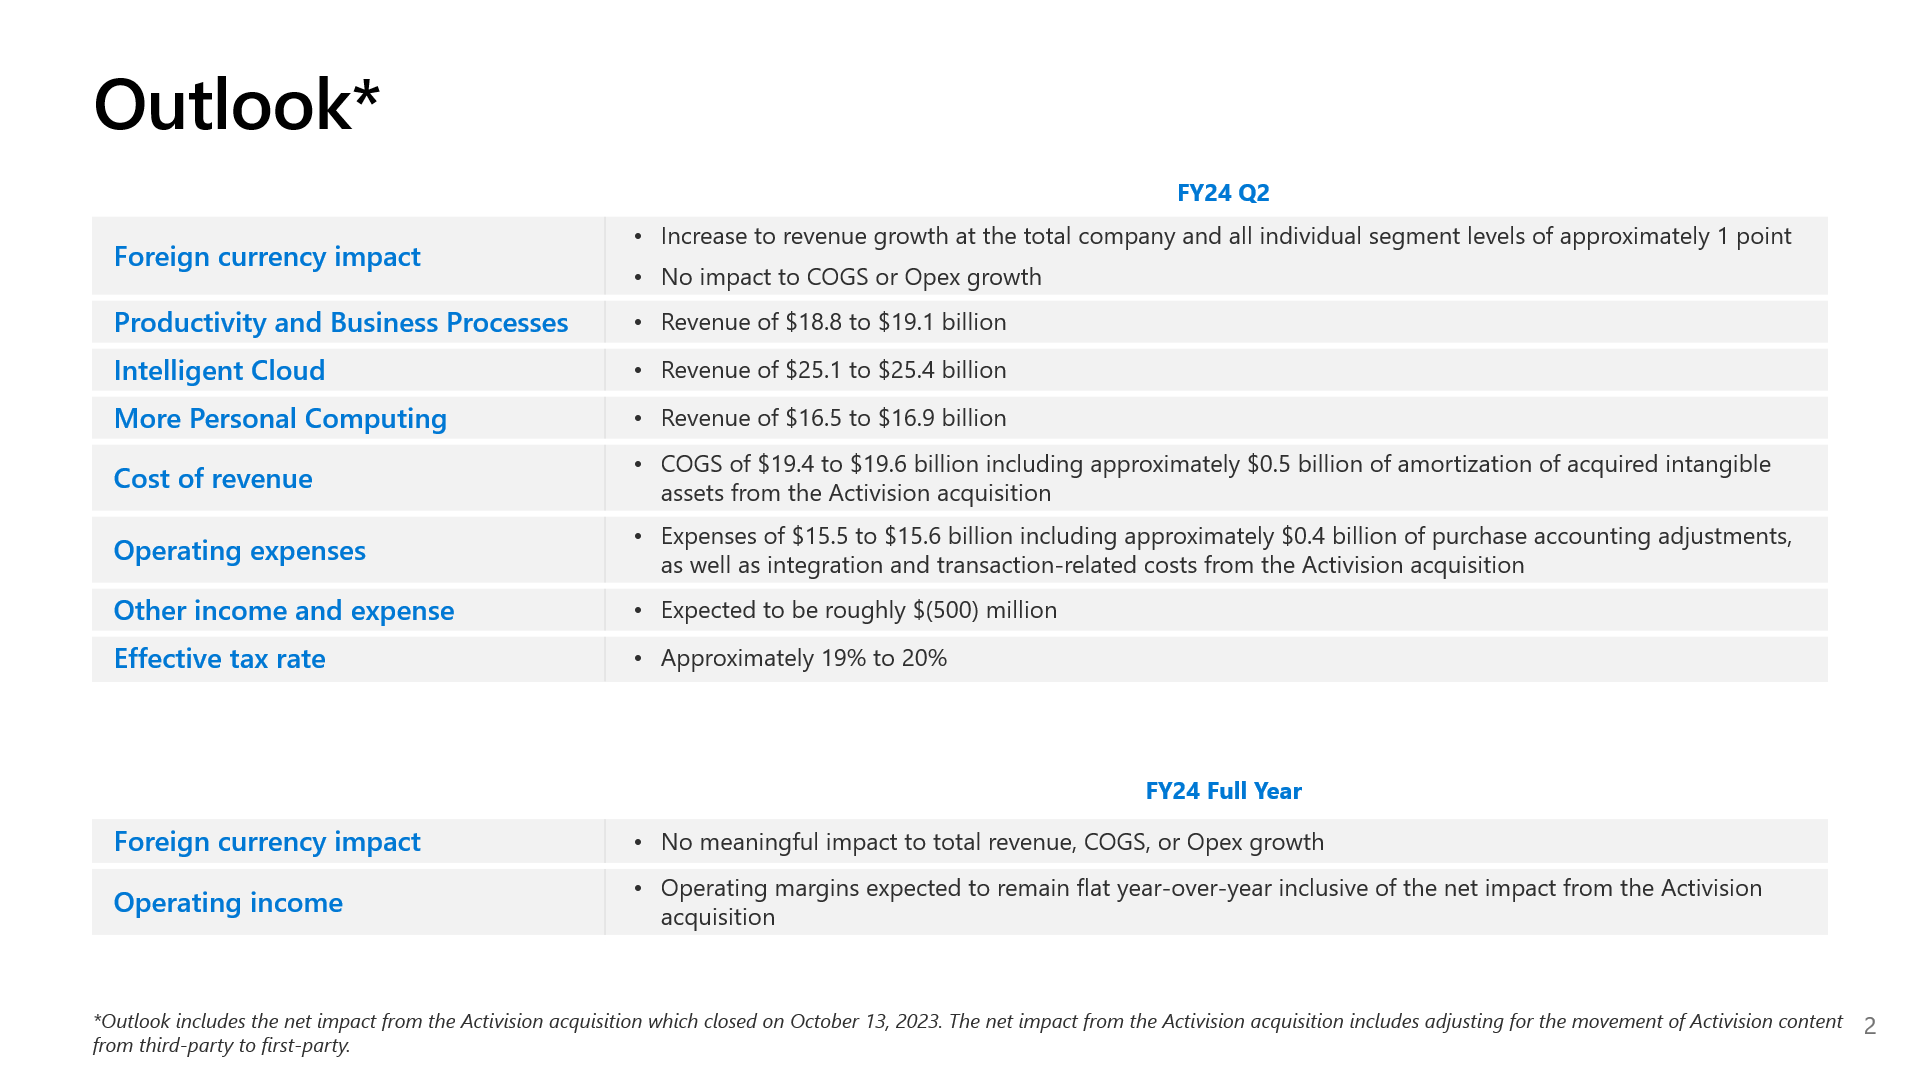 Outlook*
FY24 Q2
Foreign currency impact
• Increase to revenue growth at the total company and all individual segment levels of approximately 1 point
• No impact to COGS or Opex growth
Productivity and Business Processes
• Revenue of $18.8 to $19.1 billion
Intelligent Cloud
• Revenue of $25.1 to $25.4 billion
More Personal Computing
• Revenue of $16.5 to $16.9 billion
Cost of revenue
• COGS of $19.4 to $19.6 billion including approximately $0.5 billion of amortization of acquired intangible
assets from the Activision acquisition
Operating expenses
• Expenses of $15.5 to $15.6 billion including approximately $0.4 billion of purchase accounting adjustments,
as well as integration and transaction-related costs from the Activision acquisition
Other income and expense
• Expected to be roughly $(500) million
Effective tax rate
• Approximately 19% to 20%
FY24 Full Year
Foreign currency impact
• No meaningful impact to total revenue, COGS, or Opex growth
Operating income
• Operating margins expected to remain flat year-over-year inclusive of the net impact from the Activision
acquisition
*Outlook includes the net impact from the Activision acquisition which closed on October 13, 2023. The net impact from the Activision acquisition includes adjusting for the movement of Activision content
from third-party to first-party.
2